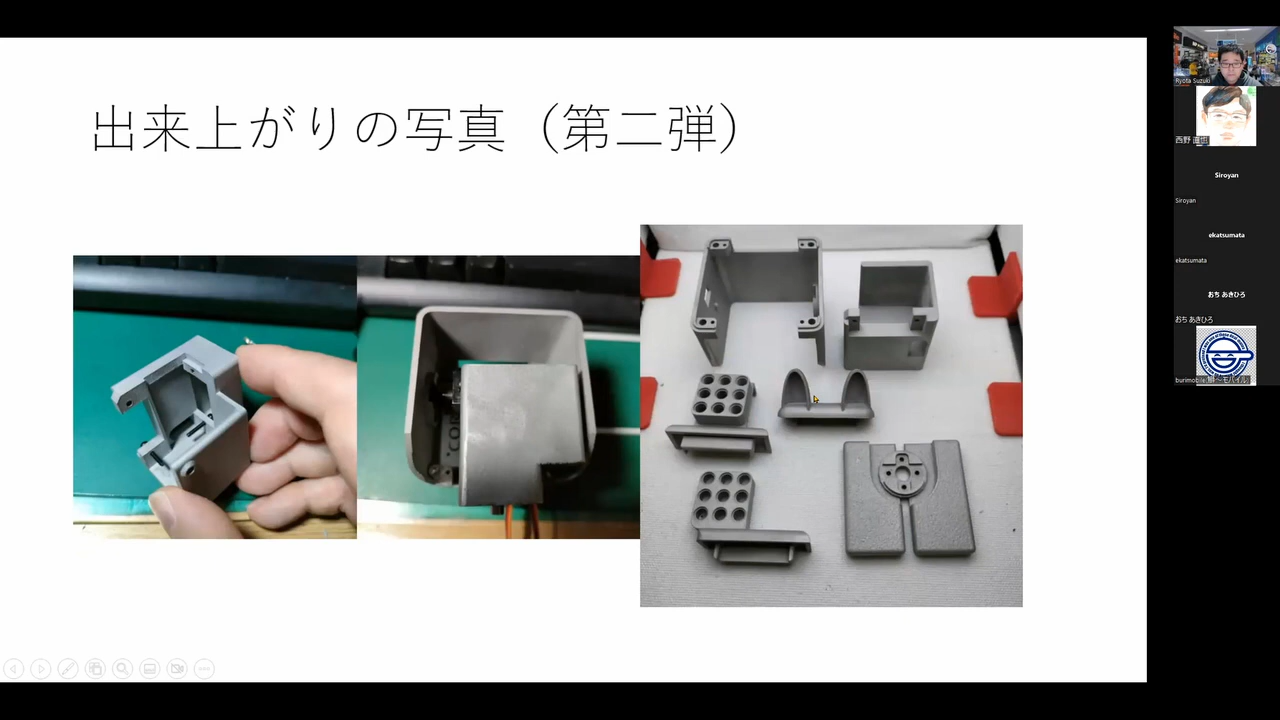 出来上がりの写真（第二弾）
Ryota Suzuki
西野 直也
Siroyan
Siroyan
ekatsumata
ekatsumata
おち あきひろ
おち あきひろ